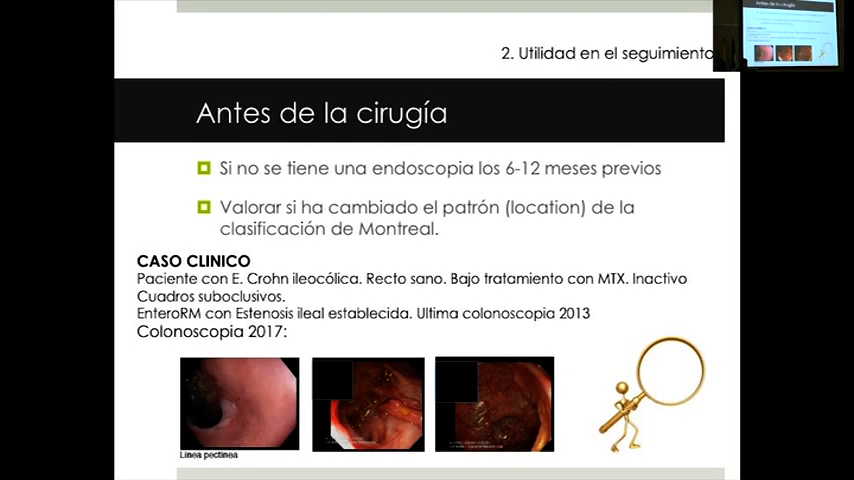 2. Utilidad en el seguimiento
Antes de la cirugía
Si no se tiene una endoscopia los 6-12 meses previos
Valorar si ha cambiado el patrón (location) de la
clasificación de Montreal.
CASO CLINICO
Paciente con E. Crohn ileocólica. Recto sano. Bajo tratamiento con MTX. Inactivo
Cuadros suboclusivos.
EnteroRM con Estenosis ileal establecida. Ultima colonoscopia 2013
Colonoscopia 2017:
Linea pectinea
Antes de la cirugía